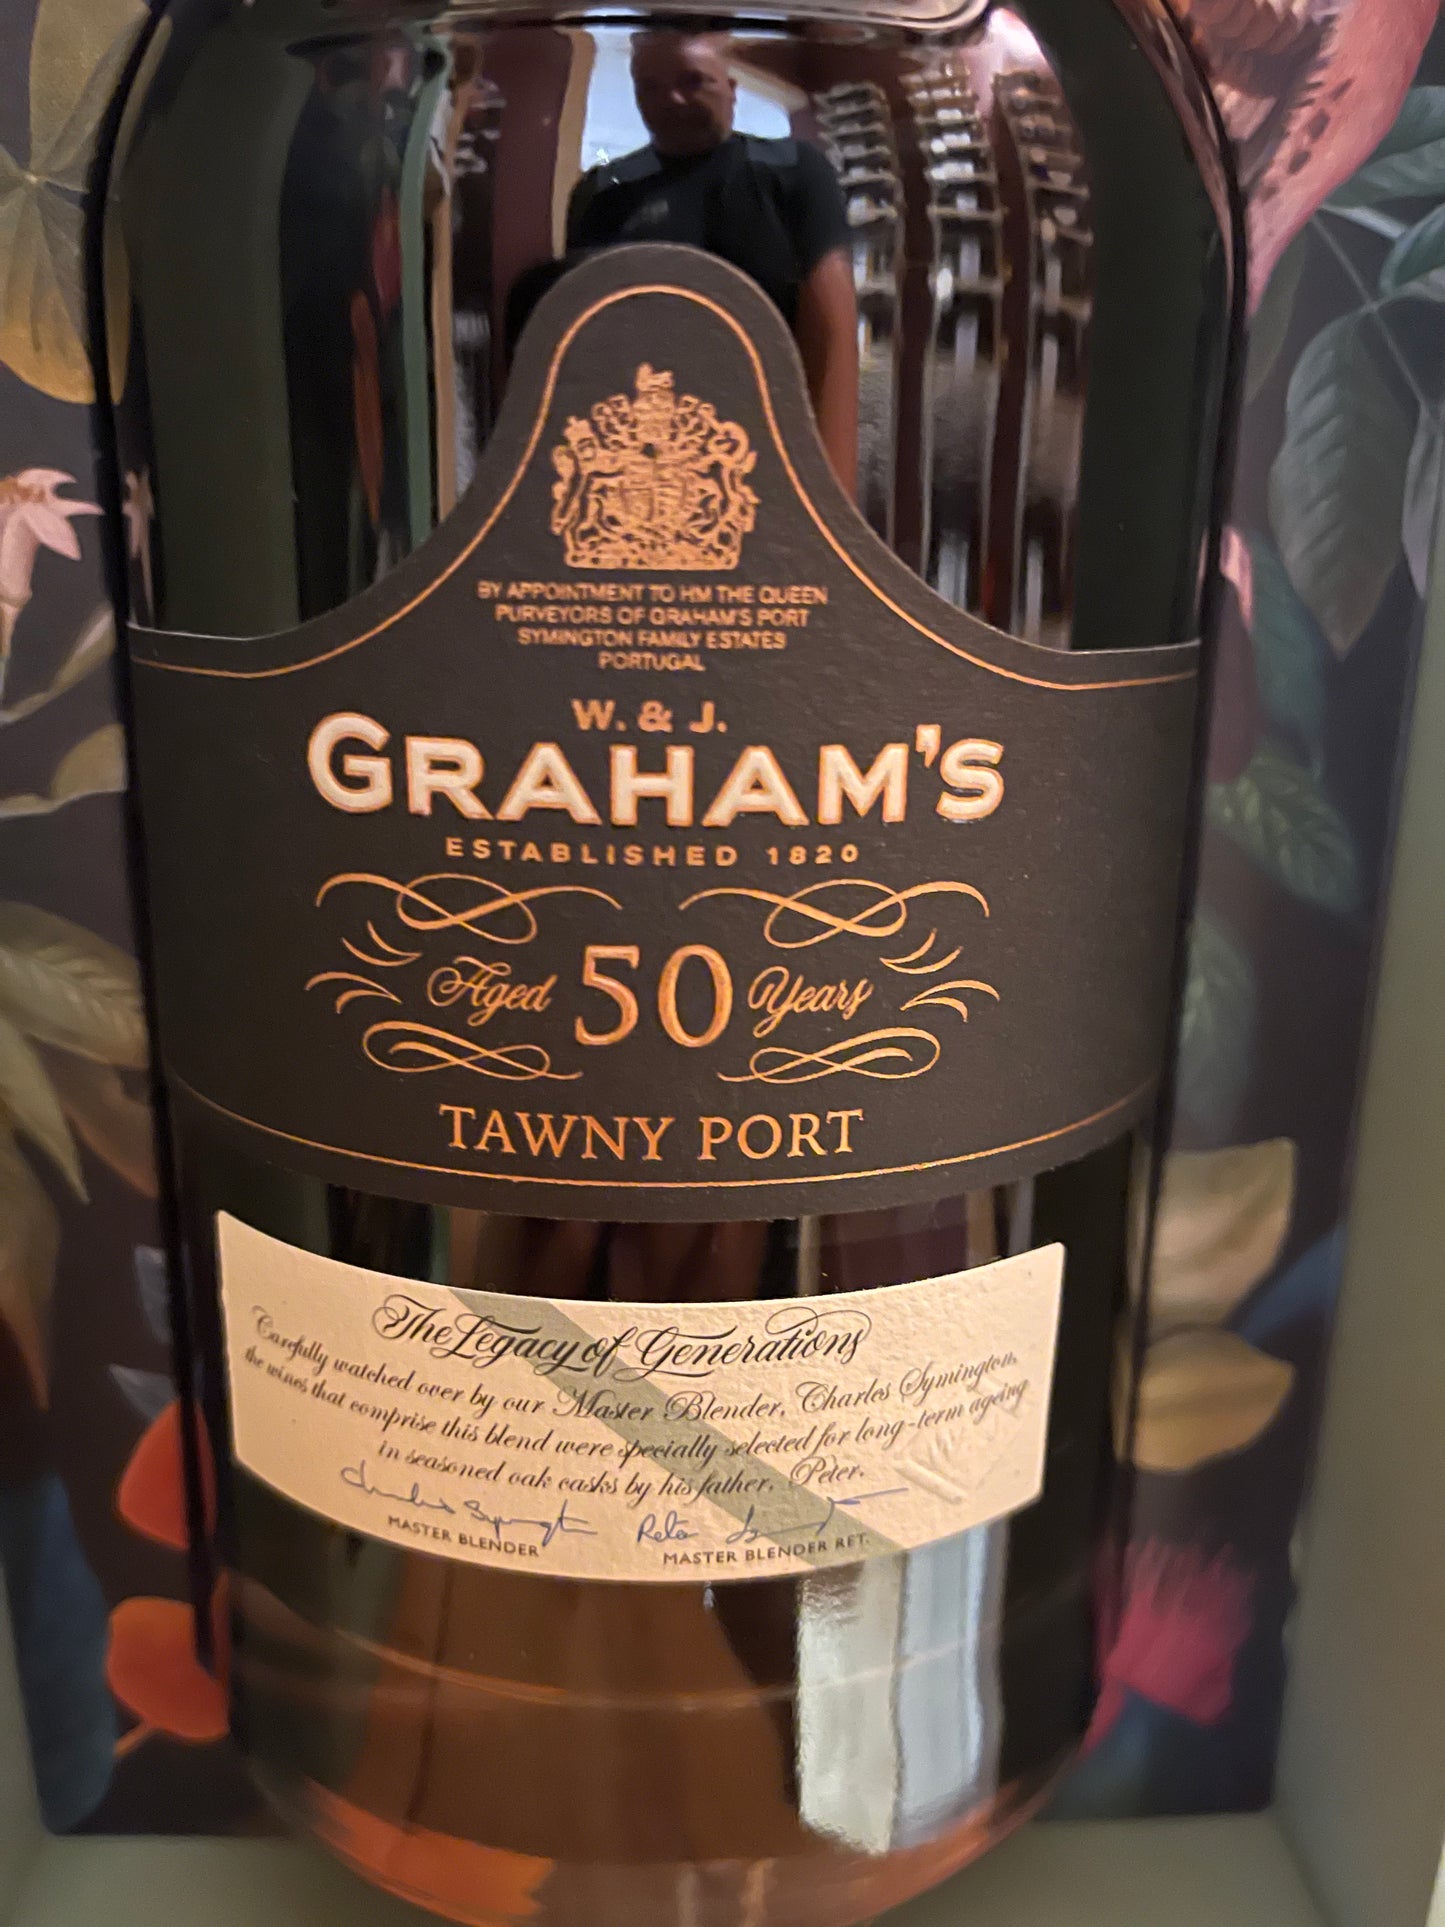 BY APPOINTMENT TO HM THE QUEEN
PURVEYORS OF GRAHAM'S PORT
SYMINGTON FAMILY ESTATES
PORTUGAL
W. & J.
GRAHAM'S
ESTABLISHED 1820
Aged 50 Years
TAWNY PORT
The Legacy of Generations
Carefully watched over by our Master Blender, Charles Symington,
the wines that comprise this blend were specially selected for long-term ageing
in seasoned oak casks by his father, Peter.
MASTER BLENDER
MASTER BLENDER RET.